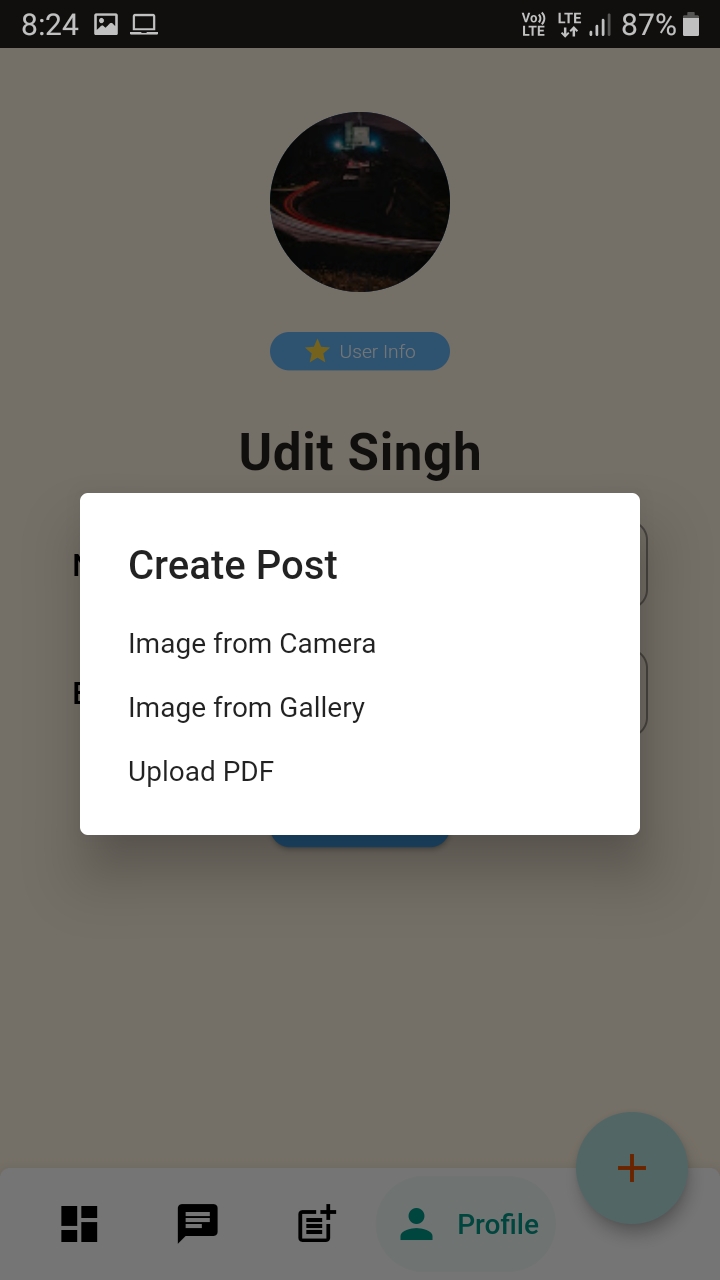 8:24 Vo)) LTE LTE 87%
User Info
Udit Singh
Create Post
Image from Camera
Image from Gallery
Upload PDF
Profile